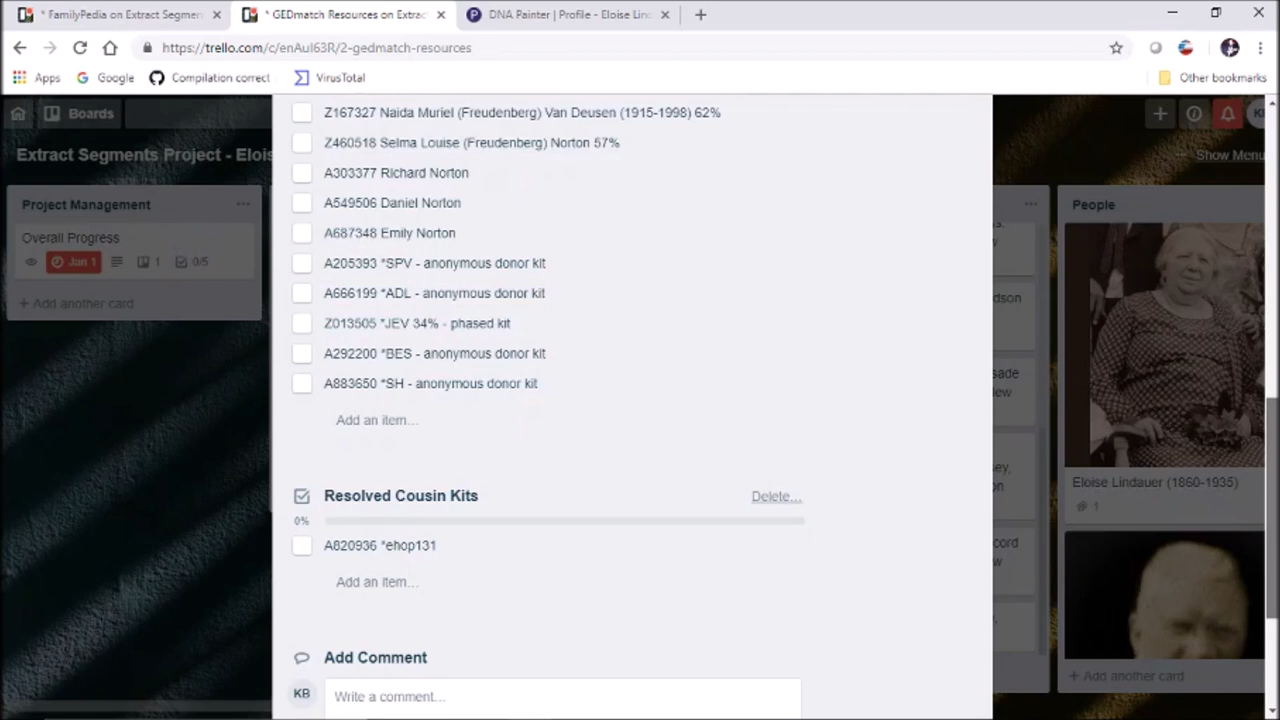 * FamilyPedia on Extract Segmen
* GEDmatch Resources on Extrac
DNA Painter | Profile - Eloise Lind
https://trello.com/c/enAul63R/2-gedmatch-resources
Apps
Google
Compilation correct
VirusTotal
Other bookmarks
Boards
Extract Segments Project - Elois
Show Menu
Project Management
Overall Progress
Jan 1
1
0/5
+ Add another card
Z167327 Naida Muriel (Freudenberg) Van Deusen (1915-1998) 62%
Z460518 Selma Louise (Freudenberg) Norton 57%
A303377 Richard Norton
A549506 Daniel Norton
A687348 Emily Norton
A205393 *SPV - anonymous donor kit
A666199 *ADL - anonymous donor kit
Z013505 *JEV 34% - phased kit
A292200 *BES - anonymous donor kit
A883650 *SH - anonymous donor kit
Add an item...
Resolved Cousin Kits
Delete...
0%
A820936 *ehop131
Add an item...
Add Comment
KB
Write a comment...
People
Eloise Lindauer (1860-1935)
1
+ Add another card